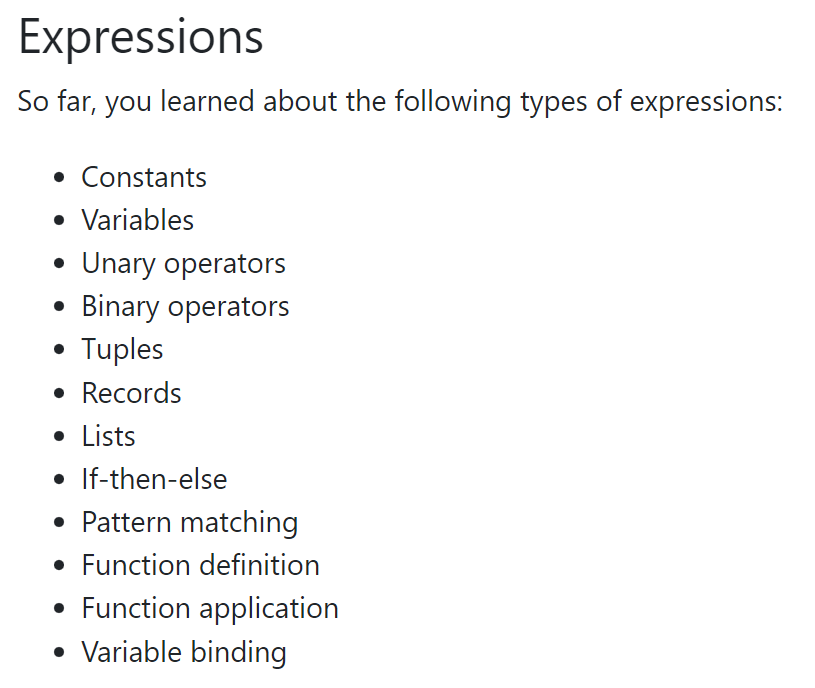 Expressions
So far, you learned about the following types of expressions:
• Constants
• Variables
• Unary operators
• Binary operators
• Tuples
• Records
• Lists
• If-then-else
• Pattern matching
• Function definition
• Function application
• Variable binding